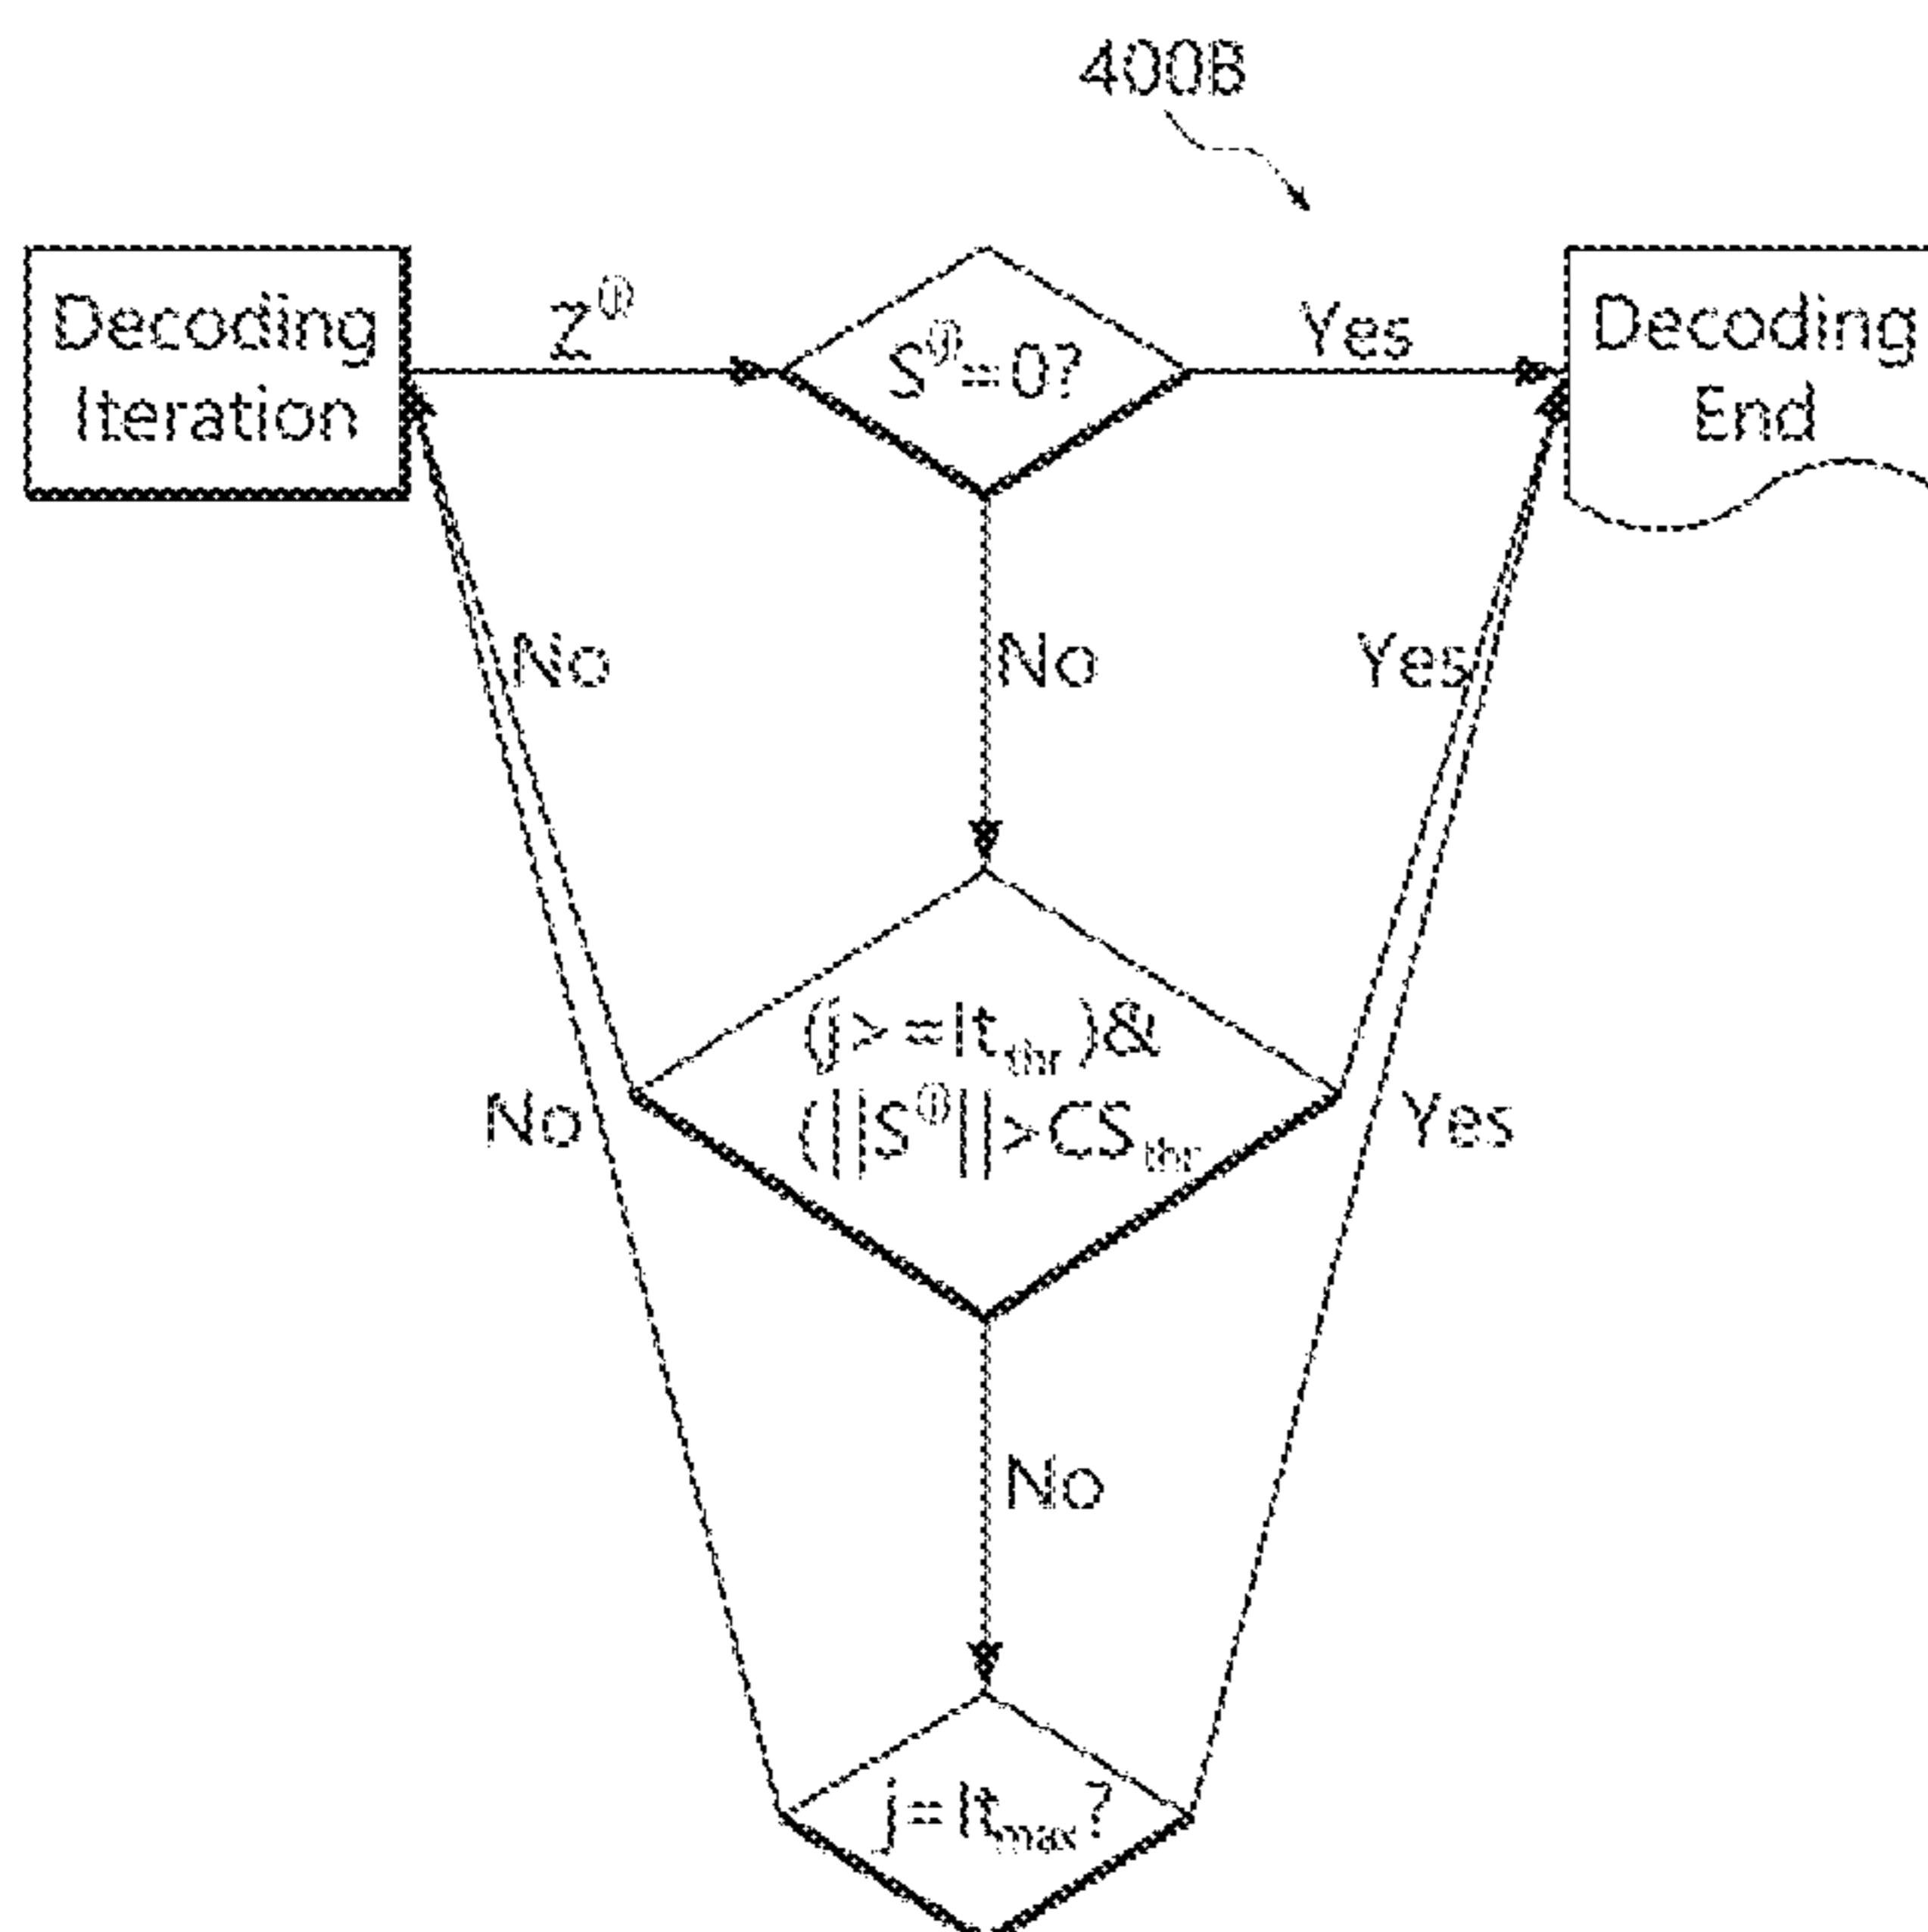 400B
Decoding
Iteration
Z^(j)
S^(j)=0?
Yes
Decoding
End
No
No
Yes
(j>=It_thr)&
(||S^(j)||>CS_thr
No
Yes
No
j=It_max?